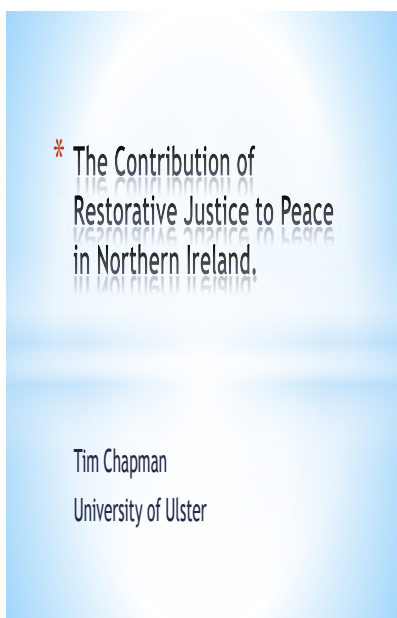 * The Contribution of
Restorative Justice to Peace
in Northern Ireland.
Tim Chapman
University of Ulster